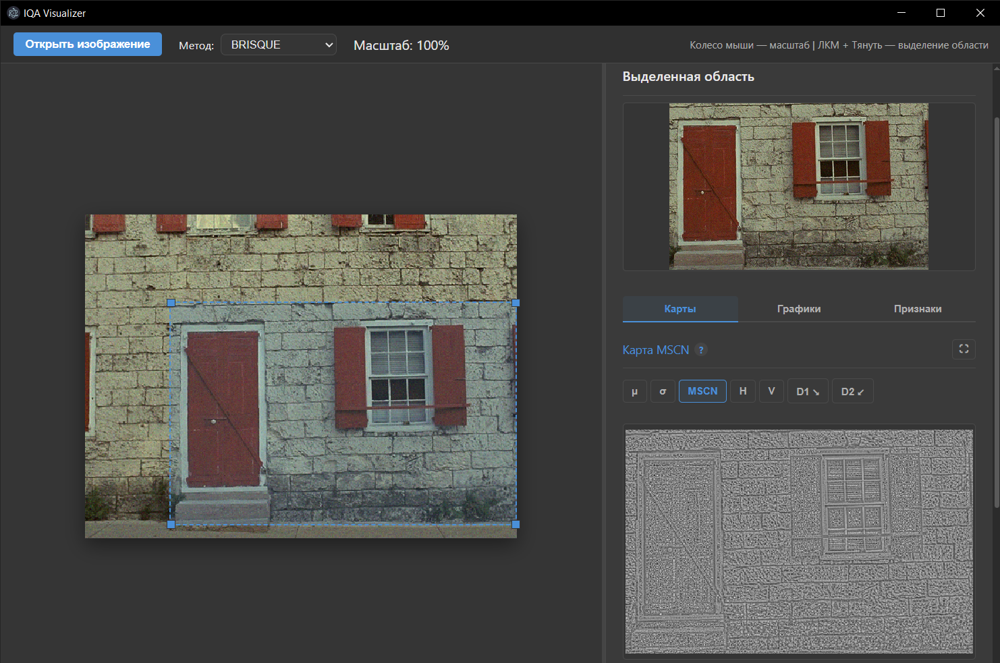 IQA Visualizer
Открыть изображение
Метод:
BRISQUE
Масштаб: 100%
Колесо мыши — масштаб | ЛКМ + Тянуть — выделение области
Выделенная область
Карты
Графики
Признаки
Карта MSCN ?
μ
σ
MSCN
H
V
D1 ↘
D2 ↙